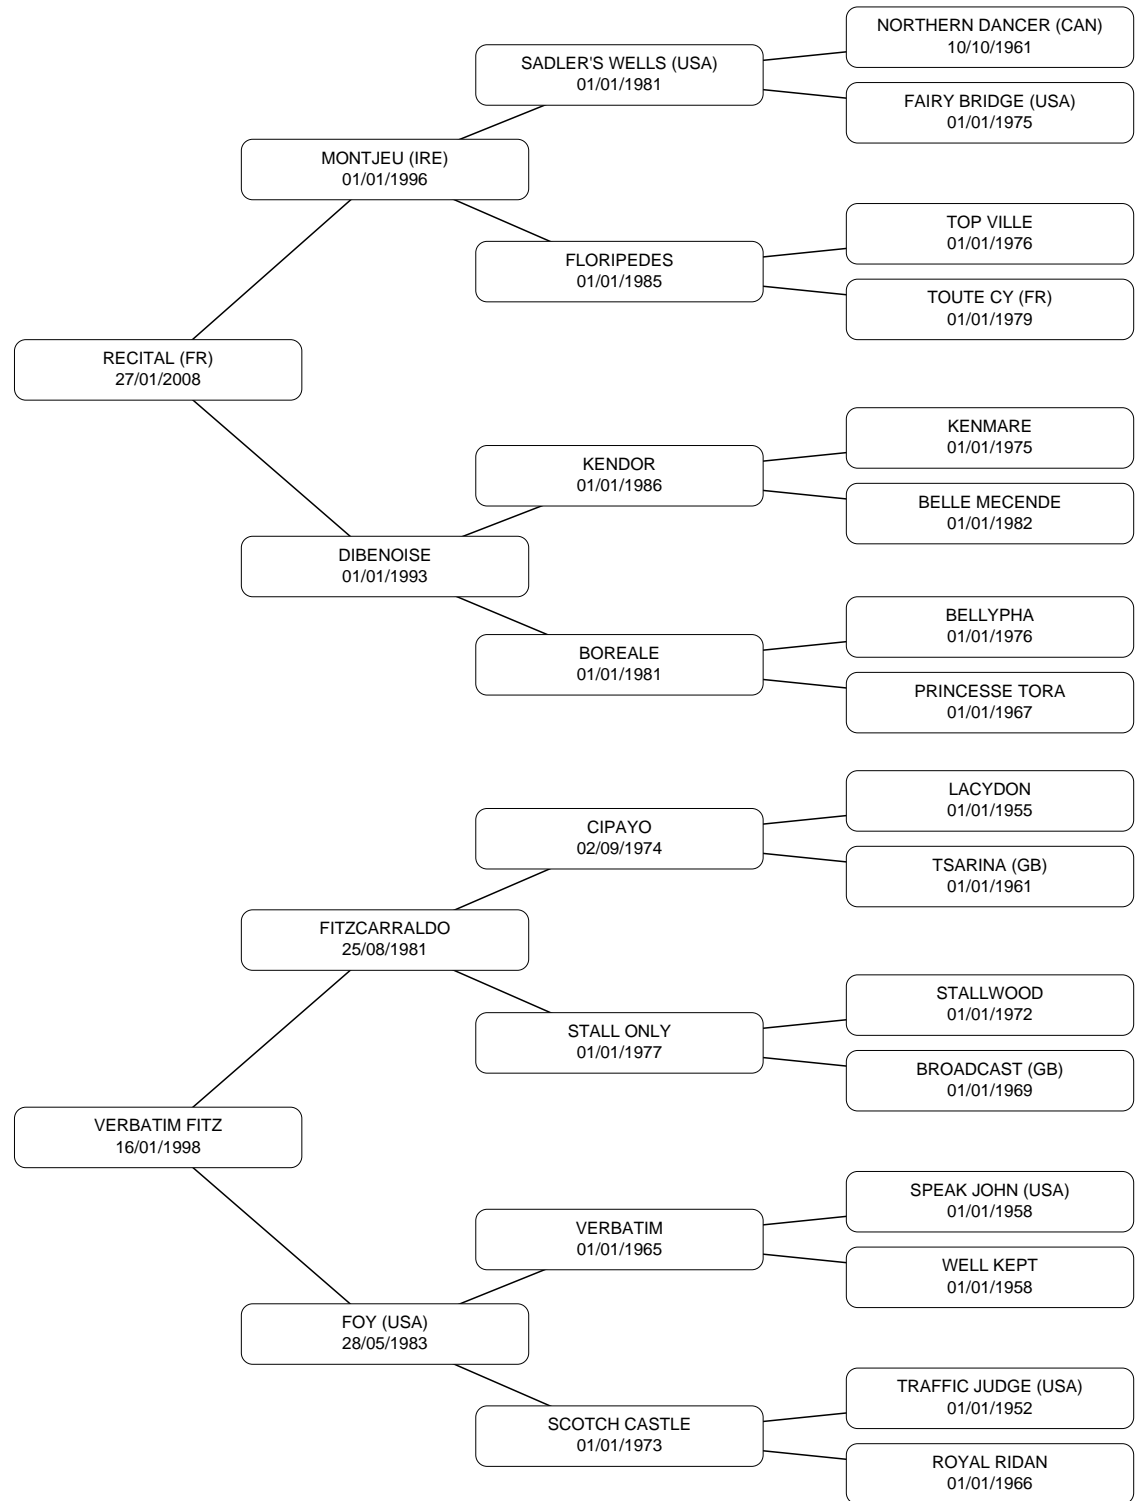 NORTHERN DANCER (CAN)
10/10/1961
SADLER'S WELLS (USA)
01/01/1981
FAIRY BRIDGE (USA)
01/01/1975
MONTJEU (IRE)
01/01/1996
TOP VILLE
01/01/1976
FLORIPEDES
01/01/1985
TOUTE CY (FR)
01/01/1979
RECITAL (FR)
27/01/2008
KENMARE
01/01/1975
KENDOR
01/01/1986
BELLE MECENDE
01/01/1982
DIBENOISE
01/01/1993
BELLYPHA
01/01/1976
BOREALE
01/01/1981
PRINCESSE TORA
01/01/1967
LACYDON
01/01/1955
CIPAYO
02/09/1974
TSARINA (GB)
01/01/1961
FITZCARRALDO
25/08/1981
STALLWOOD
01/01/1972
STALL ONLY
01/01/1977
BROADCAST (GB)
01/01/1969
VERBATIM FITZ
16/01/1998
SPEAK JOHN (USA)
01/01/1958
VERBATIM
01/01/1965
WELL KEPT
01/01/1958
FOY (USA)
28/05/1983
TRAFFIC JUDGE (USA)
01/01/1952
SCOTCH CASTLE
01/01/1973
ROYAL RIDAN
01/01/1966